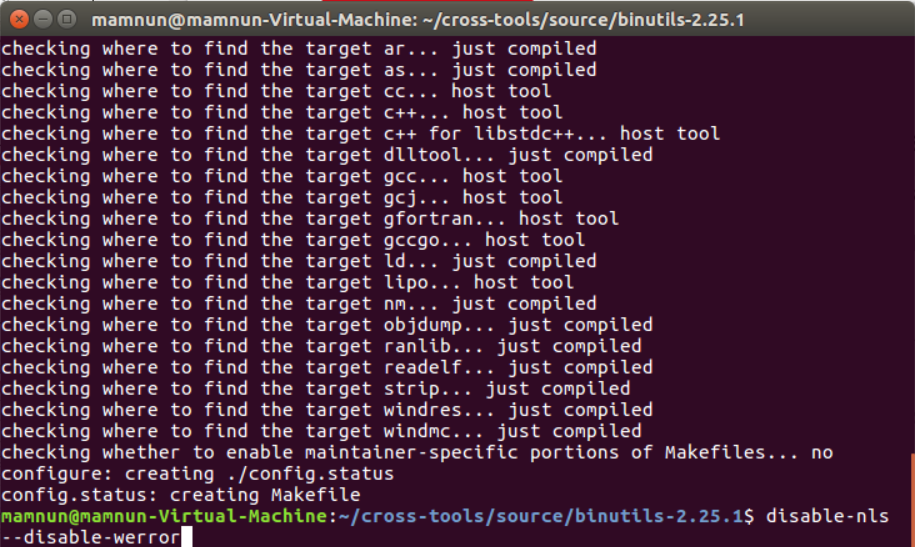 mamnun@mamnun-Virtual-Machine: ~/cross-tools/source/binutils-2.25.1
checking where to find the target ar... just compiled
checking where to find the target as... just compiled
checking where to find the target cc... host tool
checking where to find the target c++... host tool
checking where to find the target c++ for libstdc++... host tool
checking where to find the target dlltool... just compiled
checking where to find the target gcc... host tool
checking where to find the target gcj... host tool
checking where to find the target gfortran... host tool
checking where to find the target gccgo... host tool
checking where to find the target ld... just compiled
checking where to find the target lipo... host tool
checking where to find the target nm... just compiled
checking where to find the target objdump... just compiled
checking where to find the target ranlib... just compiled
checking where to find the target readelf... just compiled
checking where to find the target strip... just compiled
checking where to find the target windres... just compiled
checking where to find the target windmc... just compiled
checking whether to enable maintainer-specific portions of Makefiles... no
configure: creating ./config.status
config.status: creating Makefile
mamnun@mamnun-Virtual-Machine:~/cross-tools/source/binutils-2.25.1$ disable-nls
--disable-werror